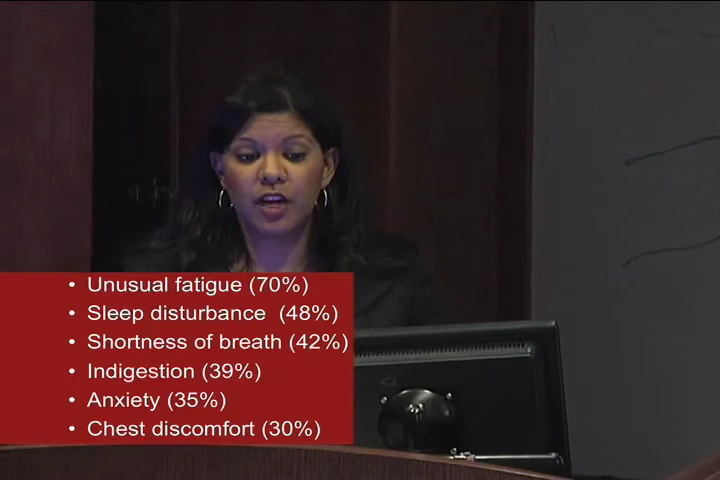 • Unusual fatigue (70%)
• Sleep disturbance  (48%)
• Shortness of breath (42%)
• Indigestion (39%)
• Anxiety (35%)
• Chest discomfort (30%)